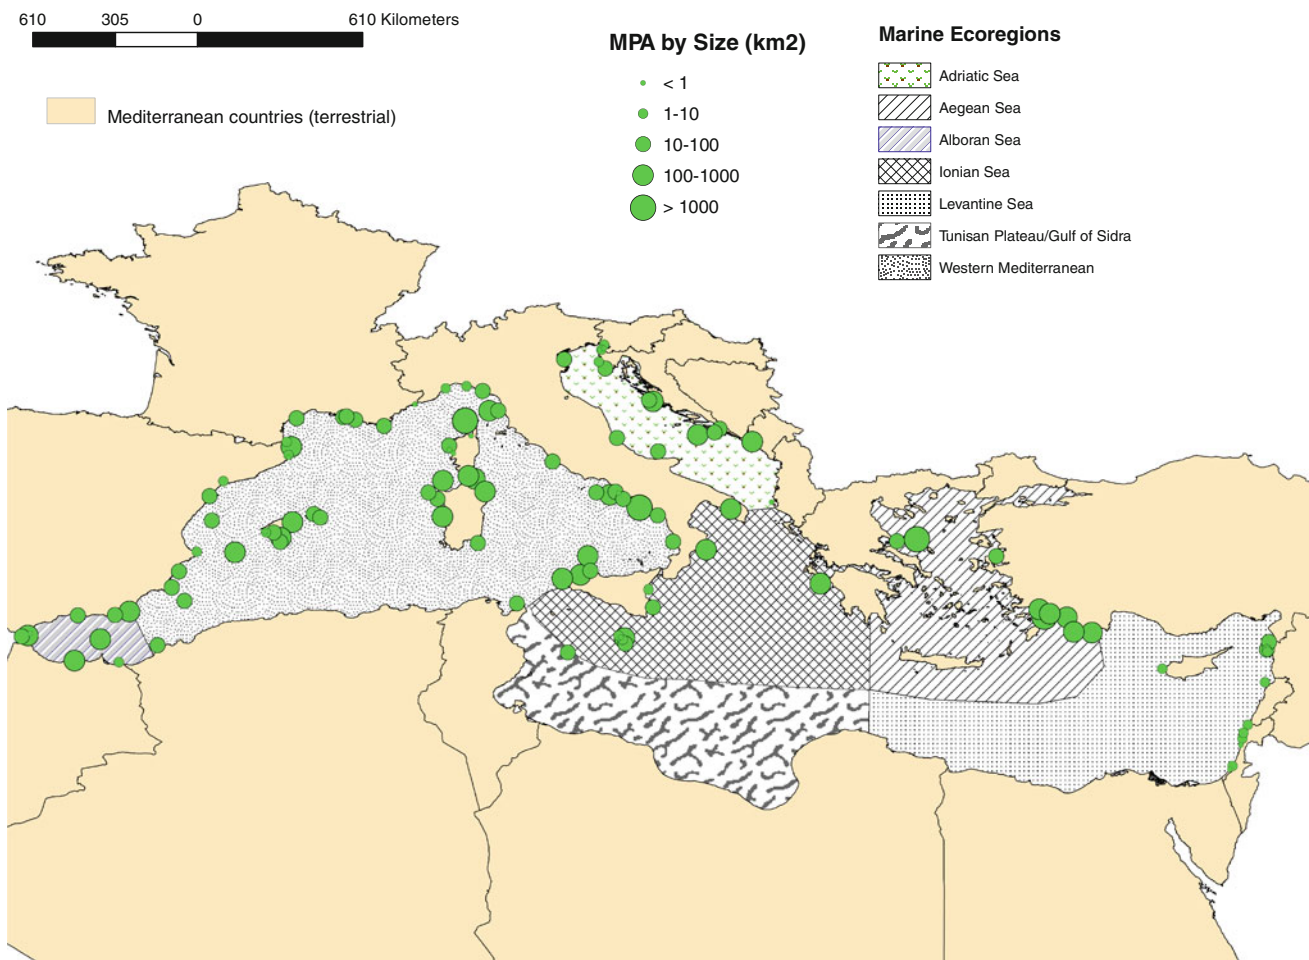 610 305 0 610 Kilometers
Mediterranean countries (terrestrial)
MPA by Size (km2)
< 1
1-10
10-100
100-1000
> 1000
Marine Ecoregions
Adriatic Sea
Aegean Sea
Alboran Sea
Ionian Sea
Levantine Sea
Tunisan Plateau/Gulf of Sidra
Western Mediterranean